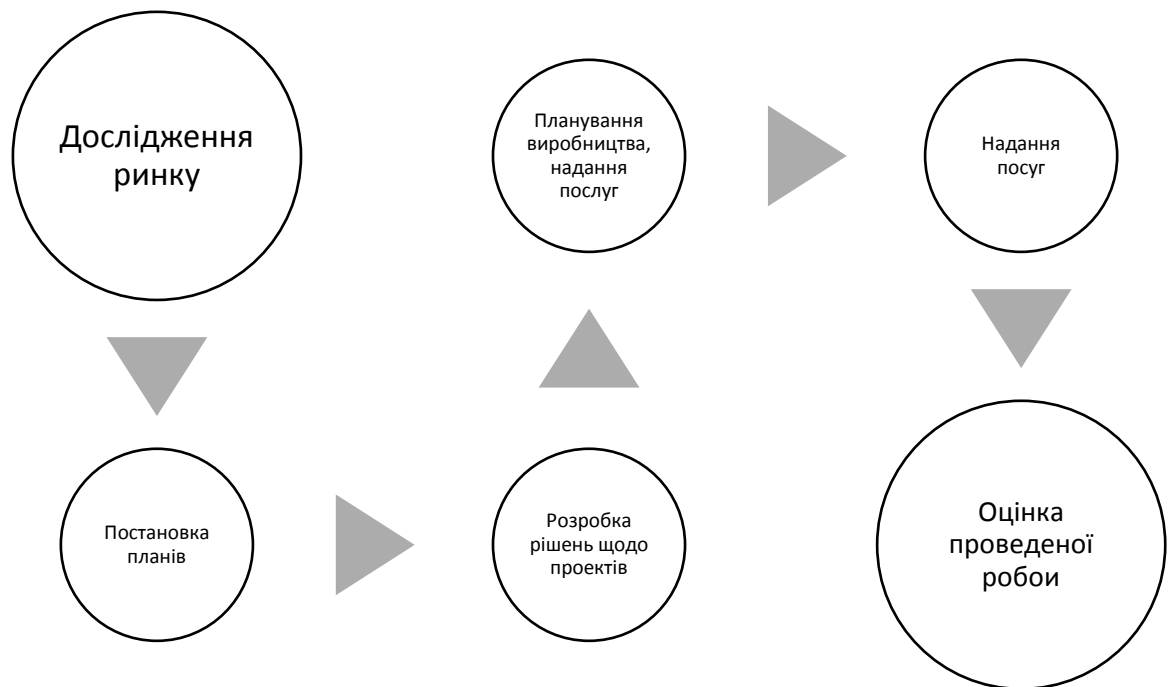 Дослідження
ринку
Постановка
планів
Розробка
рішень щодо
проектів
Планування
виробництва,
надання
послуг
Надання
посуг
Оцінка
проведеної
робои